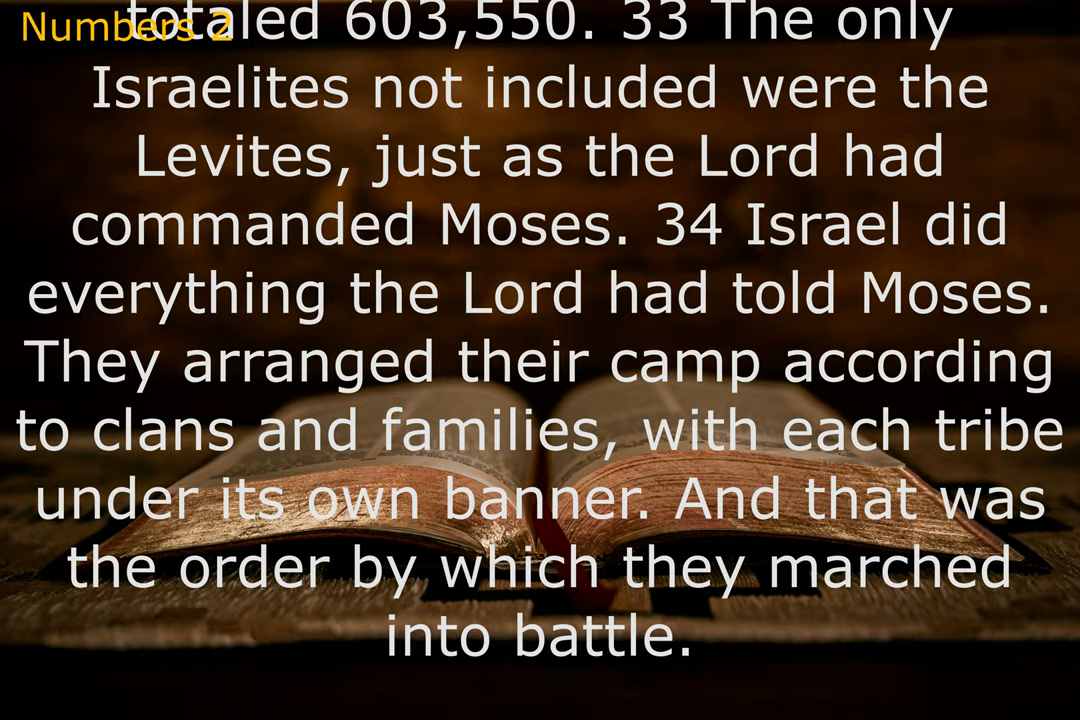 Numbers 2
totaled 603,550. 33 The only
Israelites not included were the
Levites, just as the Lord had
commanded Moses. 34 Israel did
everything the Lord had told Moses.
They arranged their camp according
to clans and families, with each tribe
under its own banner. And that was
the order by which they marched
into battle.